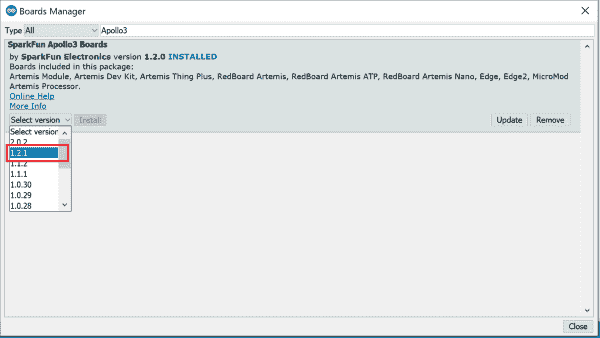 Boards Manager
Type All Apollo3
SparkFun Apollo3 Boards
by SparkFun Electronics version 1.2.0 INSTALLED
Boards included in this package:
Artemis Module, Artemis Dev Kit, Artemis Thing Plus, RedBoard Artemis, RedBoard Artemis ATP, RedBoard Artemis Nano, Edge, Edge2, MicroMod
Artemis Processor.
Online Help
More Info
Select version Install Update Remove
Select version
2.0.2
1.2.1
1.1.2
1.1.1
1.0.30
1.0.29
1.0.28
Close